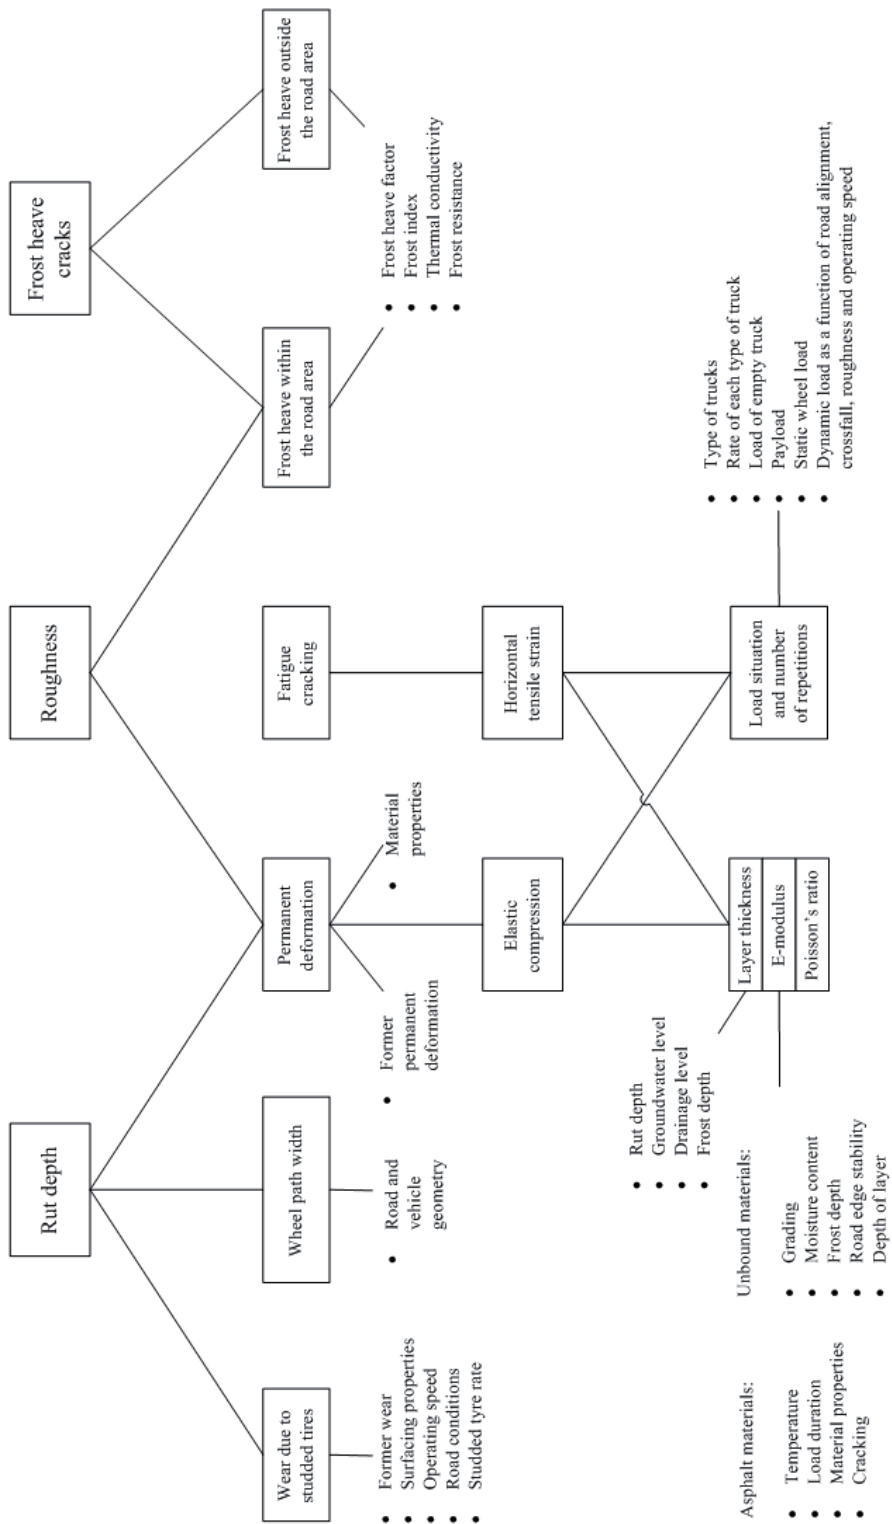 Rut depth
Roughness
Frost heave
cracks
Wear due to
studded tires
Wheel path width
Permanent
deformation
Fatigue
cracking
Frost heave within
the road area
Frost heave outside
the road area
• Former wear
• Surfacing properties
• Operating speed
• Road conditions
• Studded tyre rate
• Road and
vehicle
geometry
• Former
permanent
deformation
• Material
properties
• Frost heave factor
• Frost index
• Thermal conductivity
• Frost resistance
Elastic
compression
Horizontal
tensile strain
• Rut depth
• Groundwater level
• Drainage level
• Frost depth
Layer thickness
E-modulus
Poisson's ratio
Load situation
and number
of repetitions
• Type of trucks
• Rate of each type of truck
• Load of empty truck
• Payload
• Static wheel load
• Dynamic load as a function of road alignment,
crossfall, roughness and operating speed
Asphalt materials:
• Temperature
• Load duration
• Material properties
• Cracking
Unbound materials:
• Grading
• Moisture content
• Frost depth
• Road edge stability
• Depth of layer